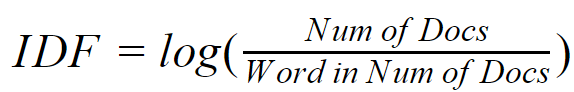 IDF = log(Num of Docs / Word in Num of Docs)